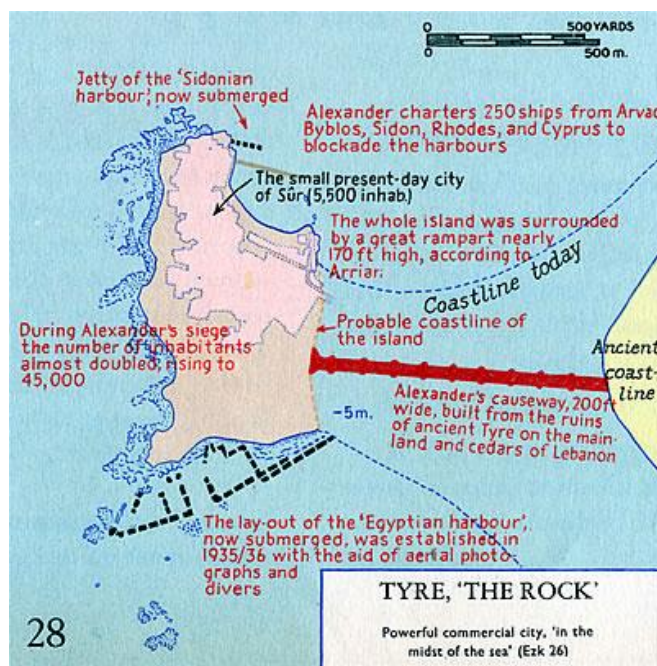 0 500 YARDS
0 500 m.
Jetty of the 'Sidonian
harbour', now submerged
Alexander charters 250 ships from Arvad
Byblos, Sidon, Rhodes, and Cyprus to
blockade the harbours
The small present-day city
of Sûr (5,500 inhab.)
The whole island was surrounded
by a great rampart nearly
170 ft high, according to
Arrian.
Coastline today
Probable coastline of
the island
During Alexander's siege
the number of inhabitants
almost doubled, rising to
45,000
Ancient
coast-
line
Alexander's causeway, 200ft
wide, built from the ruins
of ancient Tyre on the main-
land and cedars of Lebanon
-5m.
The lay-out of the 'Egyptian harbour',
now submerged, was established in
1935/36 with the aid of aerial photo-
graphs and
divers
TYRE, 'THE ROCK'
Powerful commercial city, 'in the
midst of the sea' (Ezk 26)
28